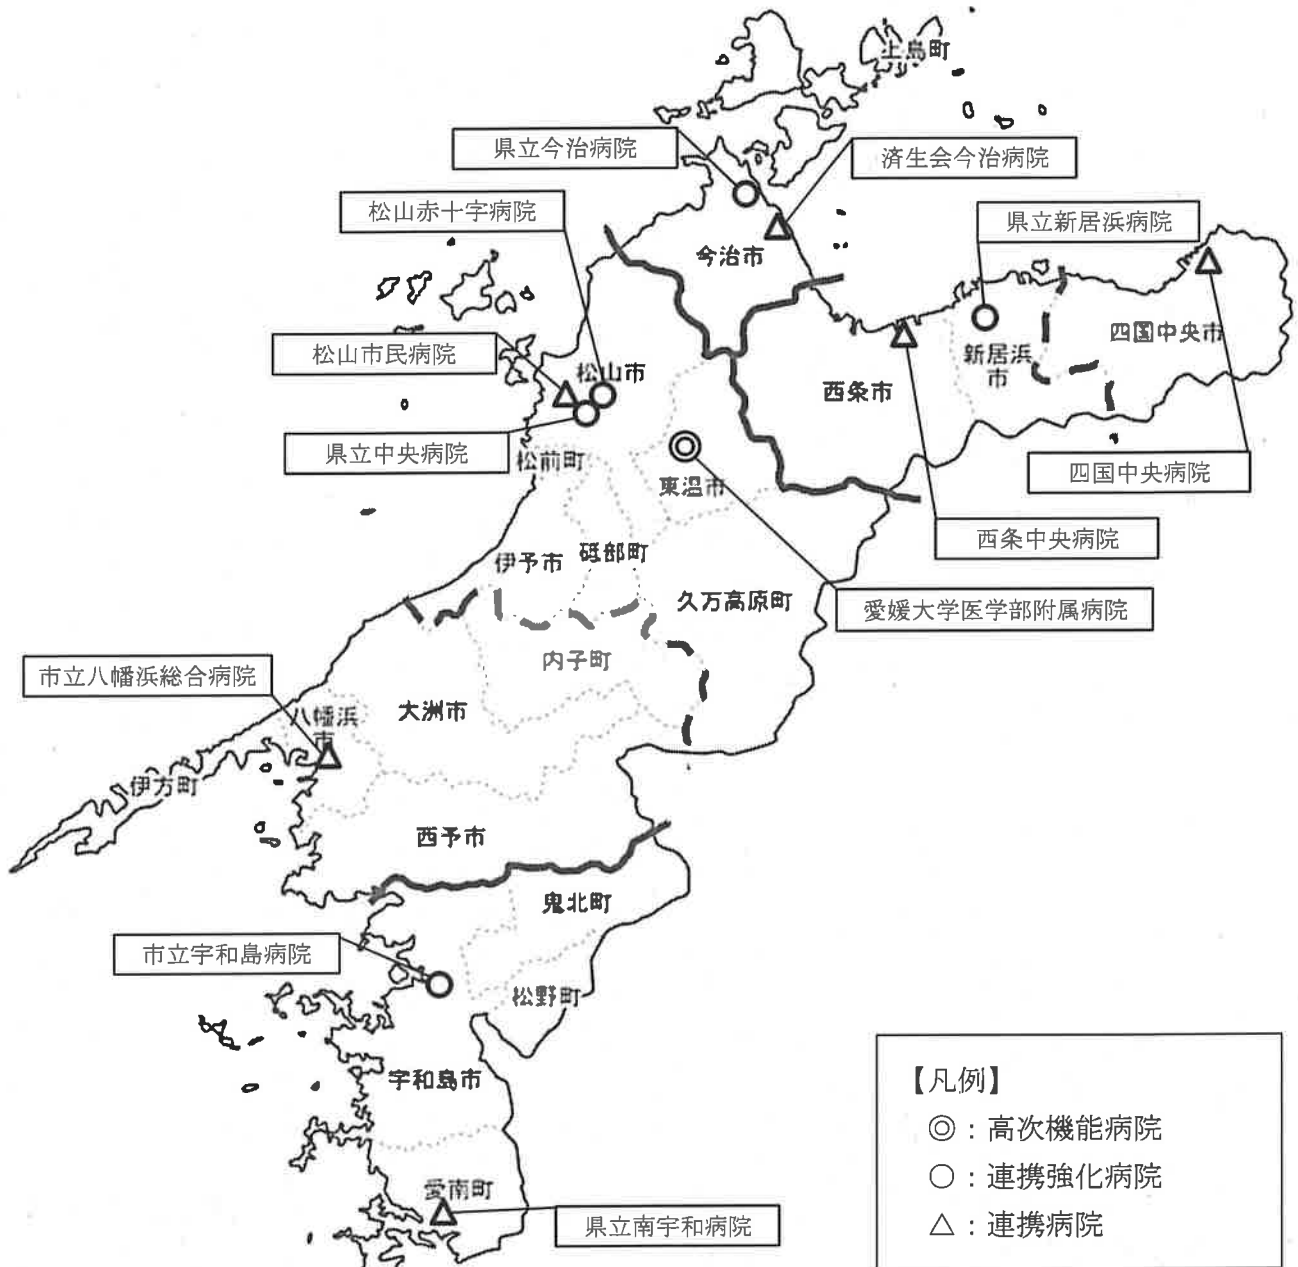 上島町
県立今治病院
済生会今治病院
松山赤十字病院
県立新居浜病院
今治市
四国中央市
松山市民病院
松山市
新居浜
市
西条市
県立中央病院
松前町
東温市
四国中央病院
西条中央病院
伊予市
砥部町
久万高原町
愛媛大学医学部附属病院
内子町
市立八幡浜総合病院
大洲市
八幡浜
市
伊方町
西予市
鬼北町
市立宇和島病院
松野町
宇和島市
愛南町
県立南宇和病院
【凡例】
◎：高次機能病院
○：連携強化病院
△：連携病院